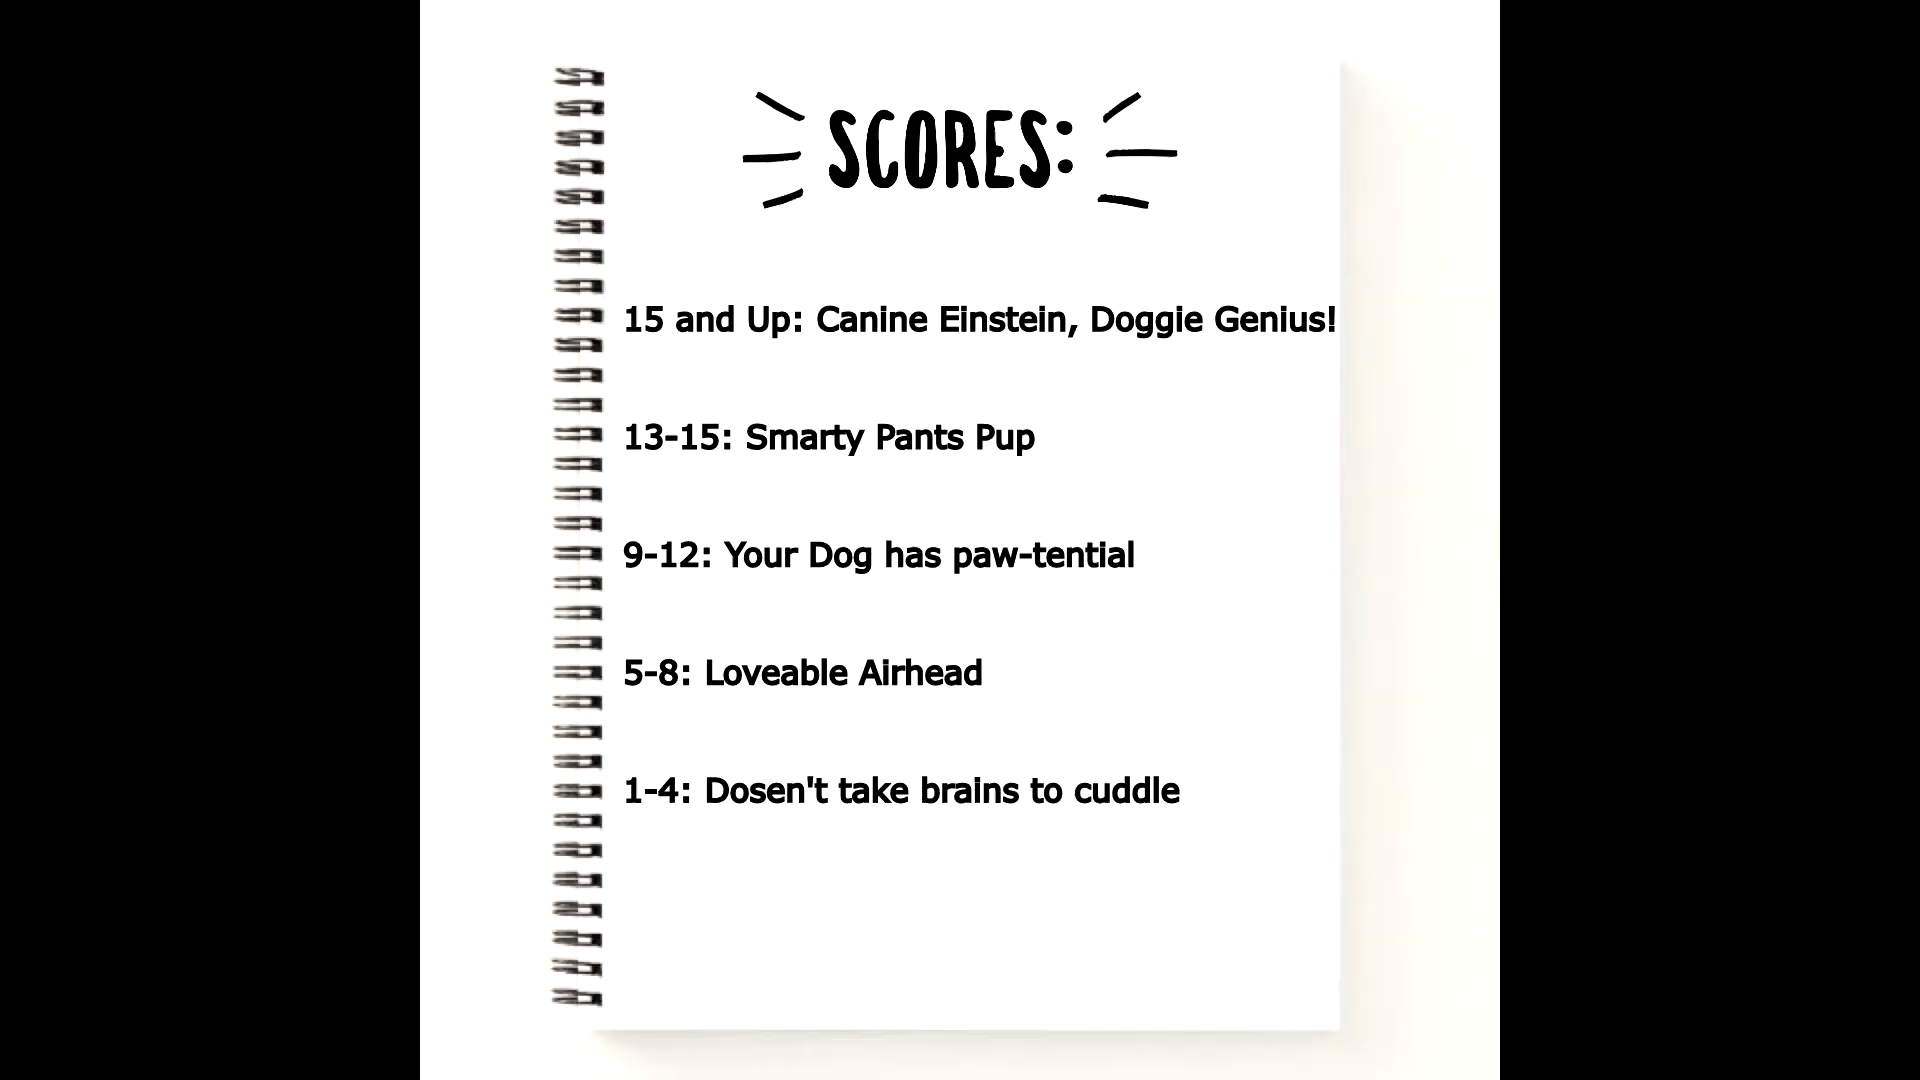 SCORES:
15 and Up: Canine Einstein, Doggie Genius!
13-15: Smarty Pants Pup
9-12: Your Dog has paw-tential
5-8: Loveable Airhead
1-4: Dosen't take brains to cuddle